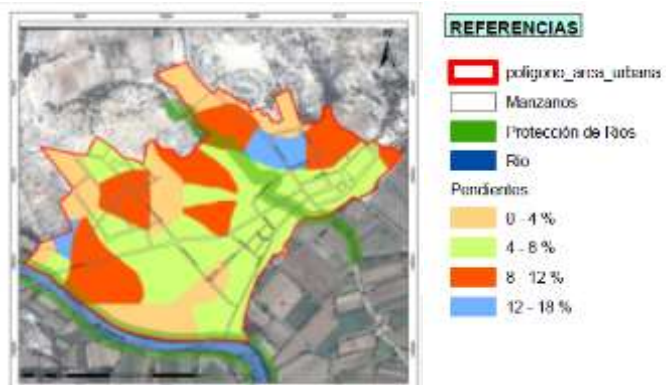 REFERENCIAS
poligono_area_urbana
Manzanos
Protección de Rios
Rio
Pendientes
0 - 4 %
4 - 8 %
8 - 12 %
12 - 18 %